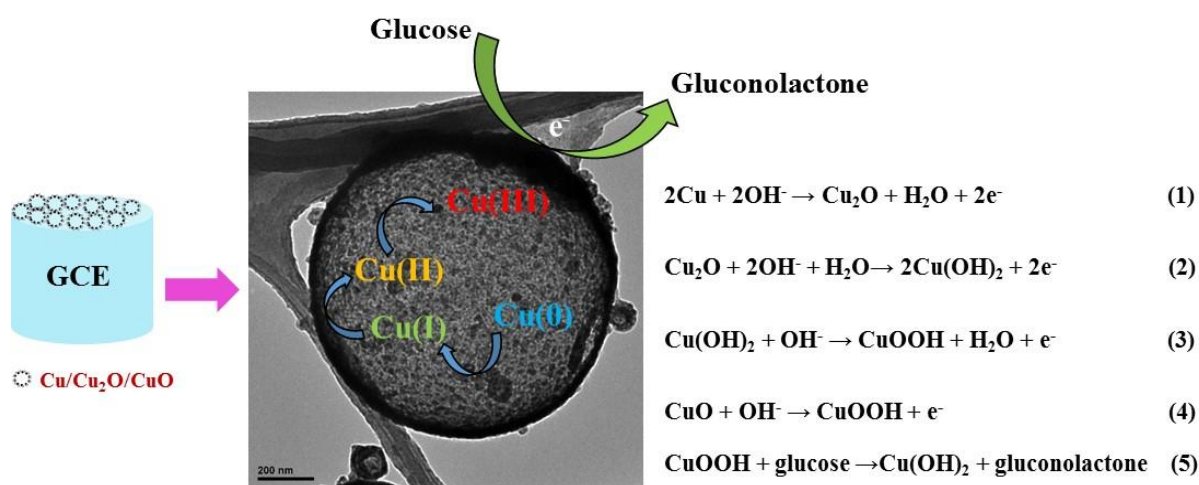 Glucose
Gluconolactone
e⁻
Cu(III)
Cu(II)
Cu(I)
Cu(0)
GCE
Cu/Cu₂O/CuO
200 nm
2Cu + 2OH⁻ → Cu₂O + H₂O + 2e⁻ (1)
Cu₂O + 2OH⁻ + H₂O→ 2Cu(OH)₂ + 2e⁻ (2)
Cu(OH)₂ + OH⁻ → CuOOH + H₂O + e⁻ (3)
CuO + OH⁻ → CuOOH + e⁻ (4)
CuOOH + glucose →Cu(OH)₂ + gluconolactone (5)